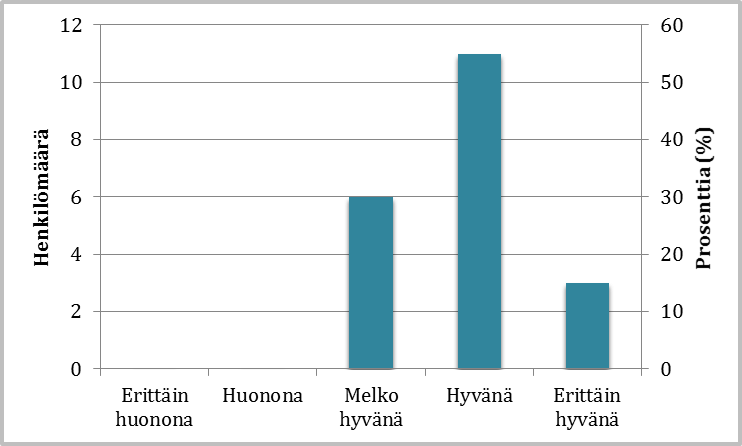 Henkilömäärä
12
10
8
6
4
2
0
60
50
40
30
20
10
0
Prosenttia (%)
Erittäin
huonona
Huonona
Melko
hyvänä
Hyvänä
Erittäin
hyvänä